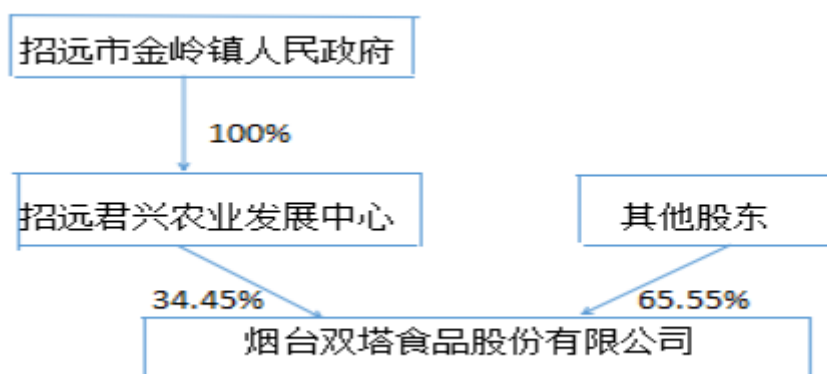 招远市金岭镇人民政府
100%
招远君兴农业发展中心
其他股东
34.45%
65.55%
烟台双塔食品股份有限公司